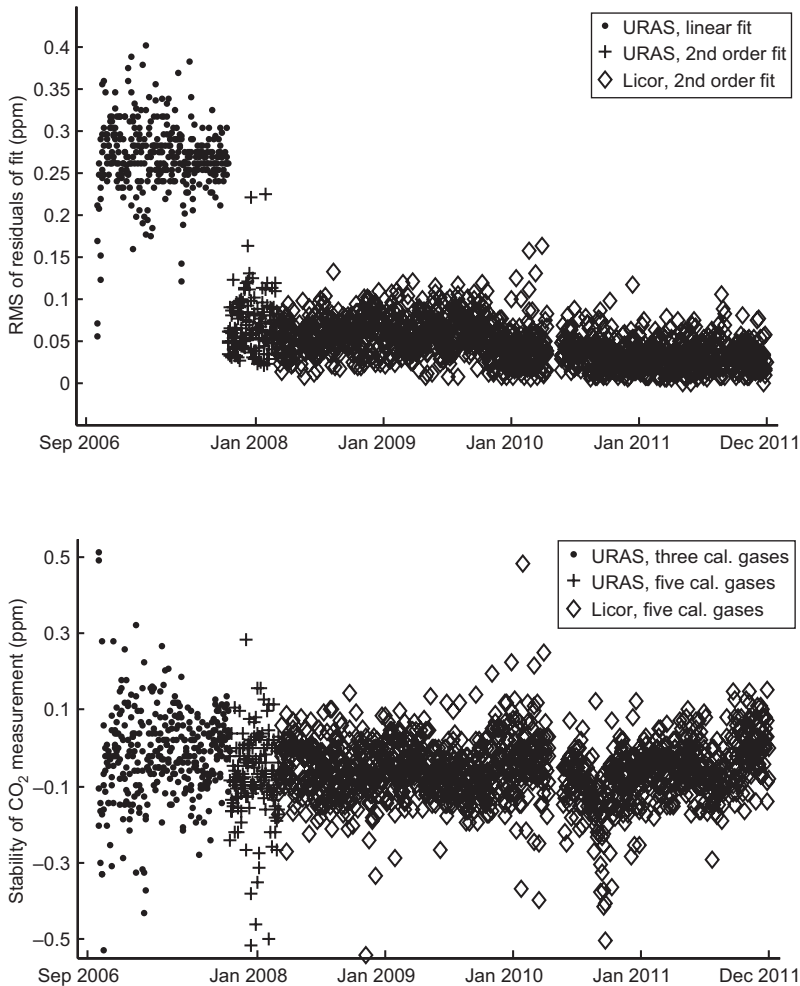 URAS, linear fit
URAS, 2nd order fit
Licor, 2nd order fit
RMS of residuals of fit (ppm)
0.4
0.35
0.3
0.25
0.2
0.15
0.1
0.05
0
Sep 2006 Jan 2008 Jan 2009 Jan 2010 Jan 2011 Dec 2011
URAS, three cal. gases
URAS, five cal. gases
Licor, five cal. gases
Stability of CO2 measurement (ppm)
0.5
0.3
0.1
–0.1
–0.3
–0.5
Sep 2006 Jan 2008 Jan 2009 Jan 2010 Jan 2011 Dec 2011